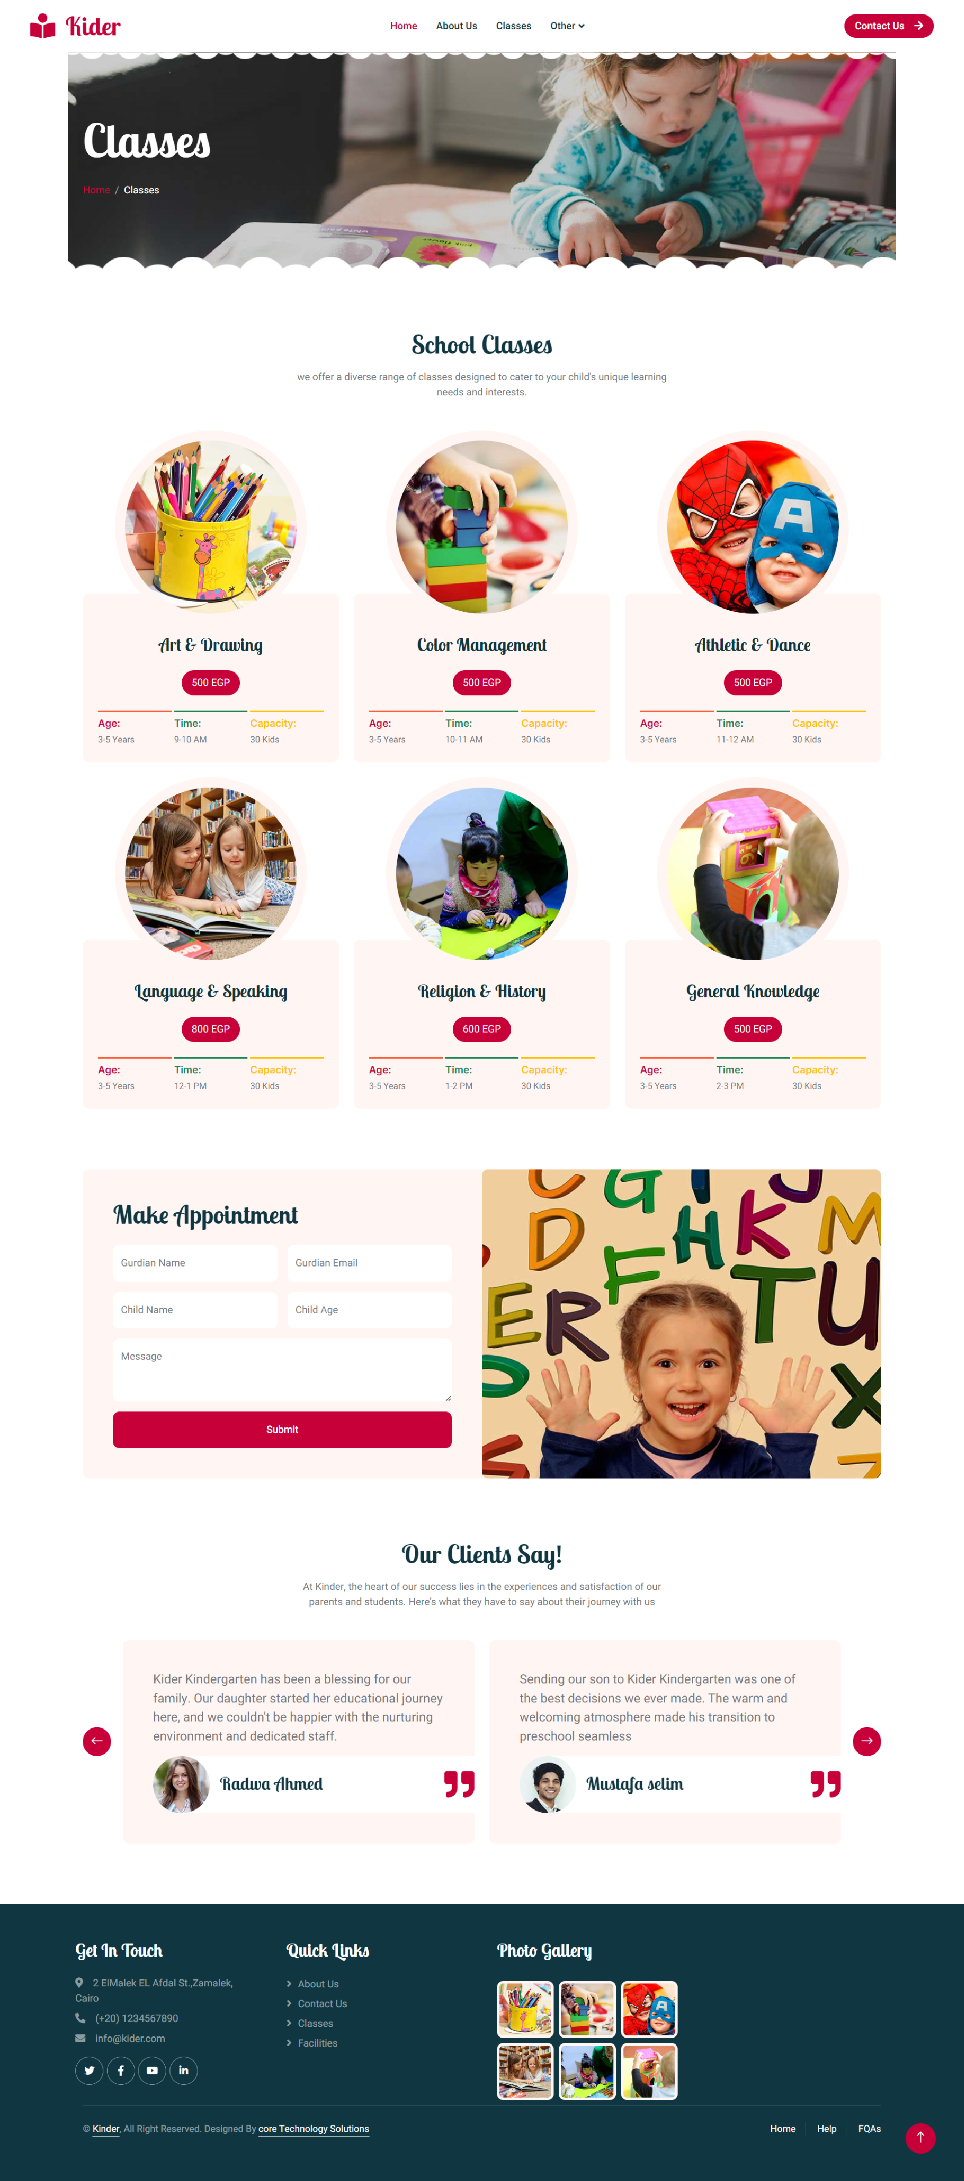 Kider
Home About Us Classes Other
Contact Us
Classes
Home / Classes
School Classes
we offer a diverse range of classes designed to cater to your child's unique learning
needs and interests.
Art & Drawing
500 EGP
Age: Time: Capacity:
3-5 Years 9-10 AM 30 Kids
Color Management
500 EGP
Age: Time: Capacity:
3-5 Years 10-11 AM 30 Kids
Athletic & Dance
500 EGP
Age: Time: Capacity:
3-5 Years 11-12 AM 30 Kids
Language & Speaking
800 EGP
Age: Time: Capacity:
3-5 Years 12-1 PM 30 Kids
Religion & History
600 EGP
Age: Time: Capacity:
3-5 Years 1-2 PM 30 Kids
General Knowledge
500 EGP
Age: Time: Capacity:
3-5 Years 2-3 PM 30 Kids
Make Appointment
Gurdian Name
Gurdian Email
Child Name
Child Age
Message
Submit
Our Clients Say!
At Kinder, the heart of our success lies in the experiences and satisfaction of our
parents and students. Here's what they have to say about their journey with us
Kider Kindergarten has been a blessing for our
family. Our daughter started her educational journey
here, and we couldn't be happier with the nurturing
environment and dedicated staff.
Radwa Ahmed
Sending our son to Kider Kindergarten was one of
the best decisions we ever made. The warm and
welcoming atmosphere made his transition to
preschool seamless
Mustafa selim
Get In Touch
2 ElMalek EL Afdal St.,Zamalek,
Cairo
(+20) 1234567890
info@kider.com
Quick Links
About Us
Contact Us
Classes
Facilities
Photo Gallery
© Kinder, All Right Reserved. Designed By core Technology Solutions
Home Help FQAs